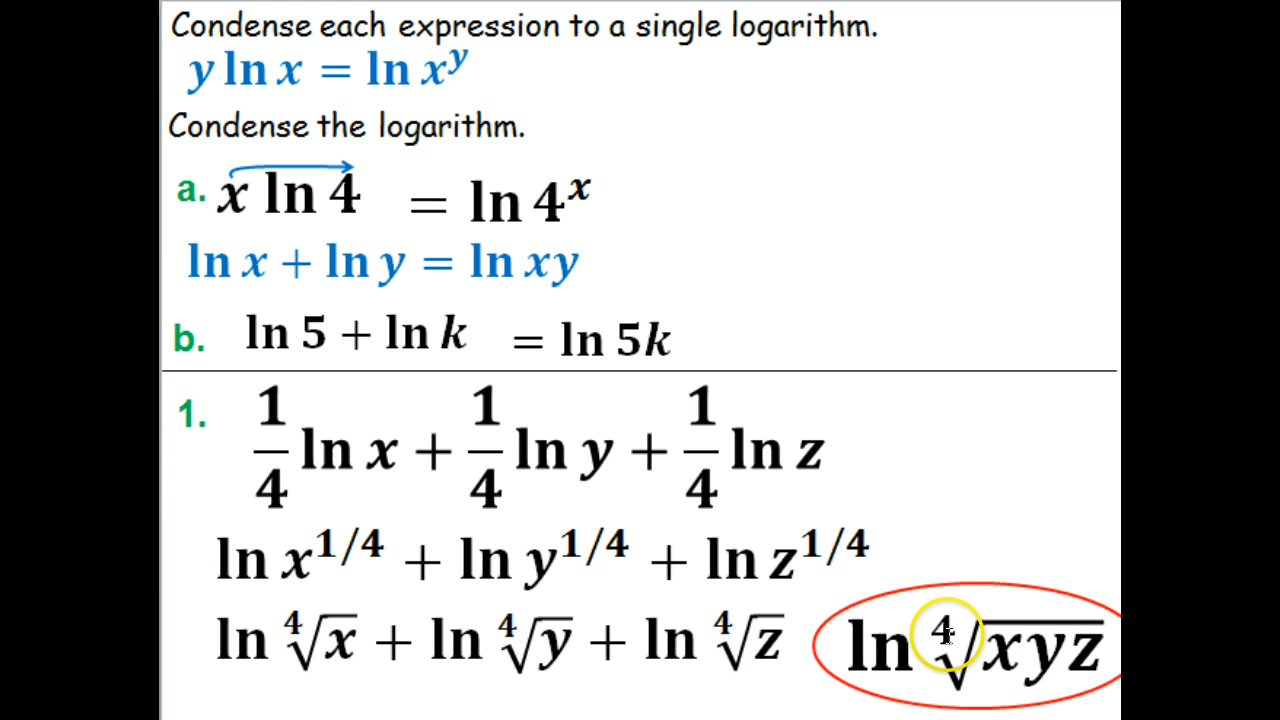 Condense each expression to a single logarithm.
y ln x = ln x^y
Condense the logarithm.
a. x ln 4 = ln 4^x
ln x + ln y = ln xy
b. ln 5 + ln k = ln 5k
1. 1/4 ln x + 1/4 ln y + 1/4 ln z
ln x^1/4 + ln y^1/4 + ln z^1/4
ln ∜x + ln ∜y + ln ∜z ln ∜xyz